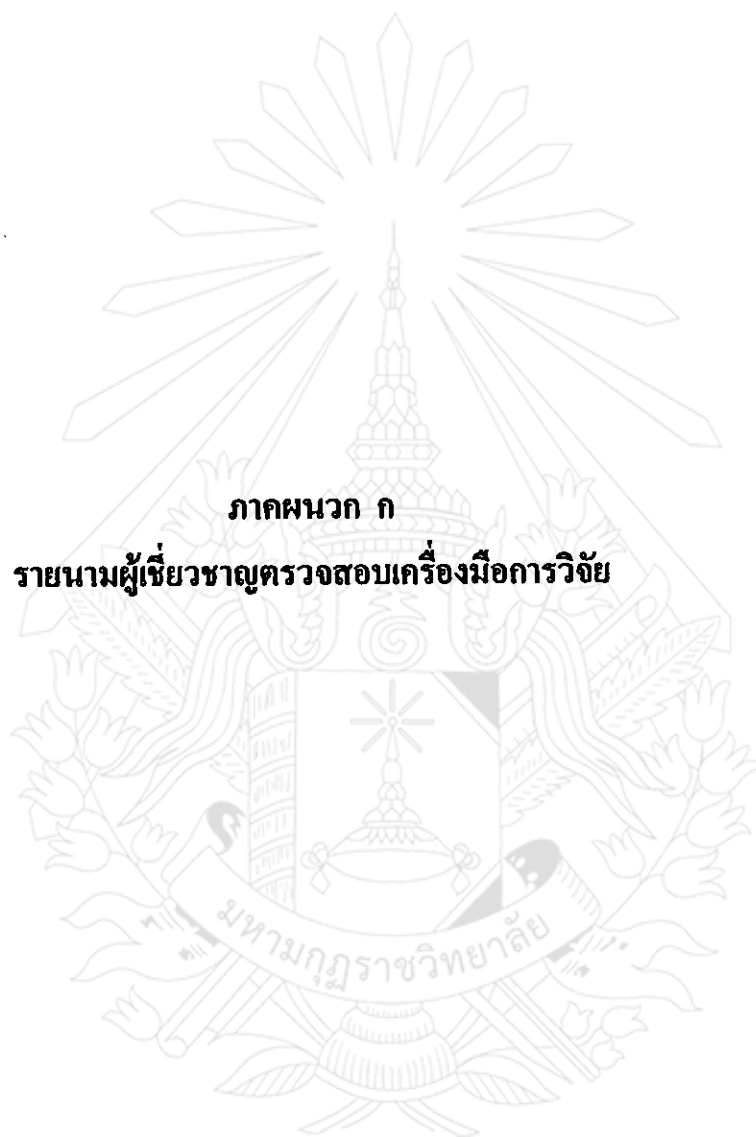 ภาคผนวก ก
รายนามผู้เชี่ยวชาญตรวจสอบเครื่องมือการวิจัย
มหามกุฏราชวิทยาลัย